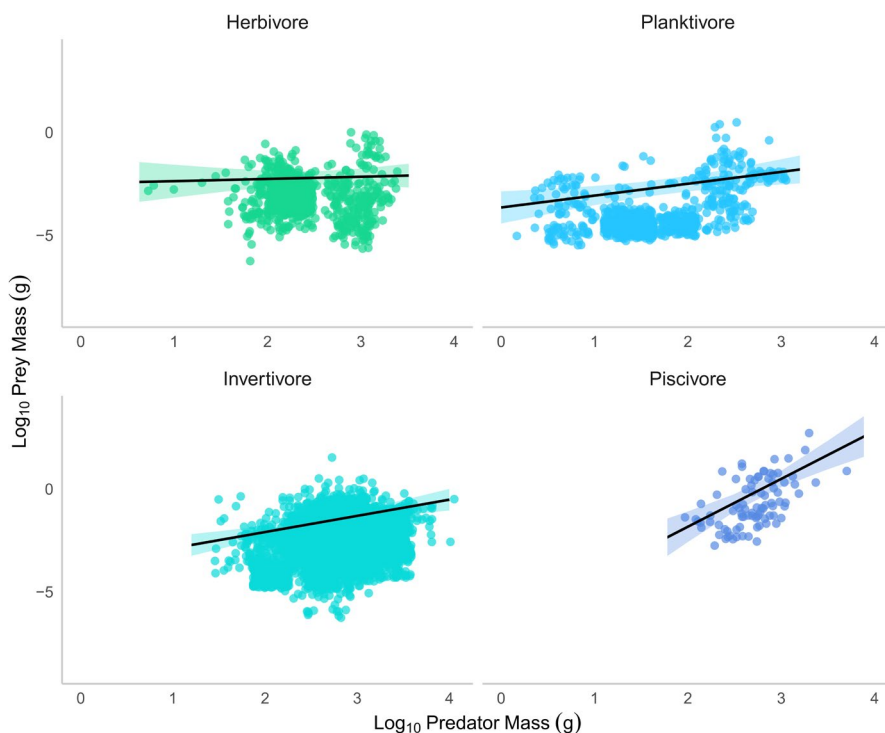 Herbivore
Planktivore
0
−5
0 1 2 3 4
0 1 2 3 4
Invertivore
Piscivore
0
−5
0 1 2 3 4
0 1 2 3 4
Log10 Prey Mass (g)
Log10 Predator Mass (g)